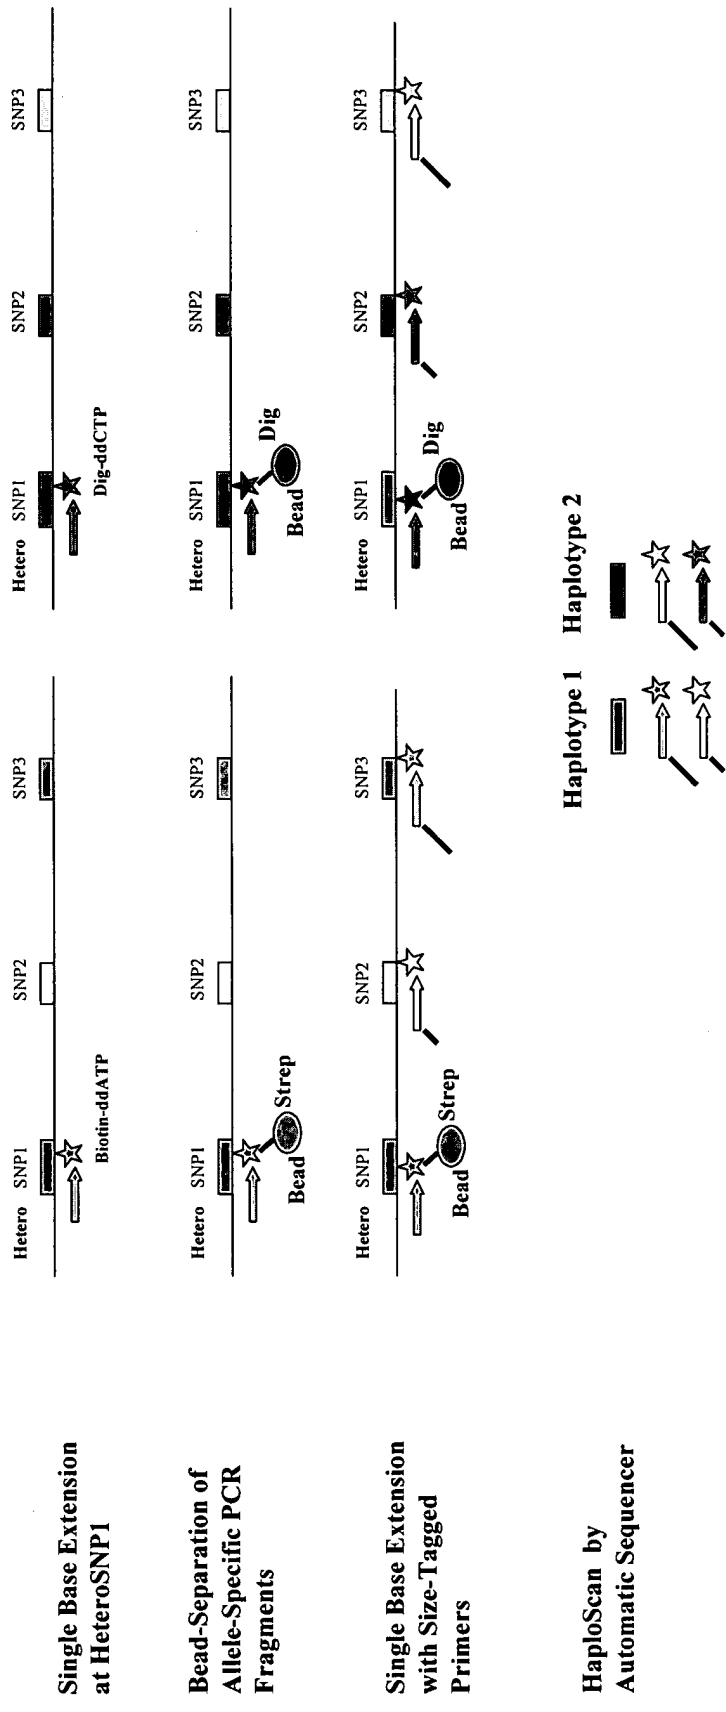 Single Base Extension
at HeteroSNP1
Hetero SNP1 SNP2 SNP3
Biotin-ddATP
Hetero SNP1 SNP2 SNP3
Dig-ddCTP
Bead-Separation of
Allele-Specific PCR
Fragments
Hetero SNP1 SNP2 SNP3
Bead Strep
Hetero SNP1 SNP2 SNP3
Bead Dig
Single Base Extension
with Size-Tagged
Primers
Hetero SNP1 SNP2 SNP3
Bead Strep
Hetero SNP1 SNP2 SNP3
Bead Dig
HaploScan by
Automatic Sequencer
Haplotype 1 Haplotype 2